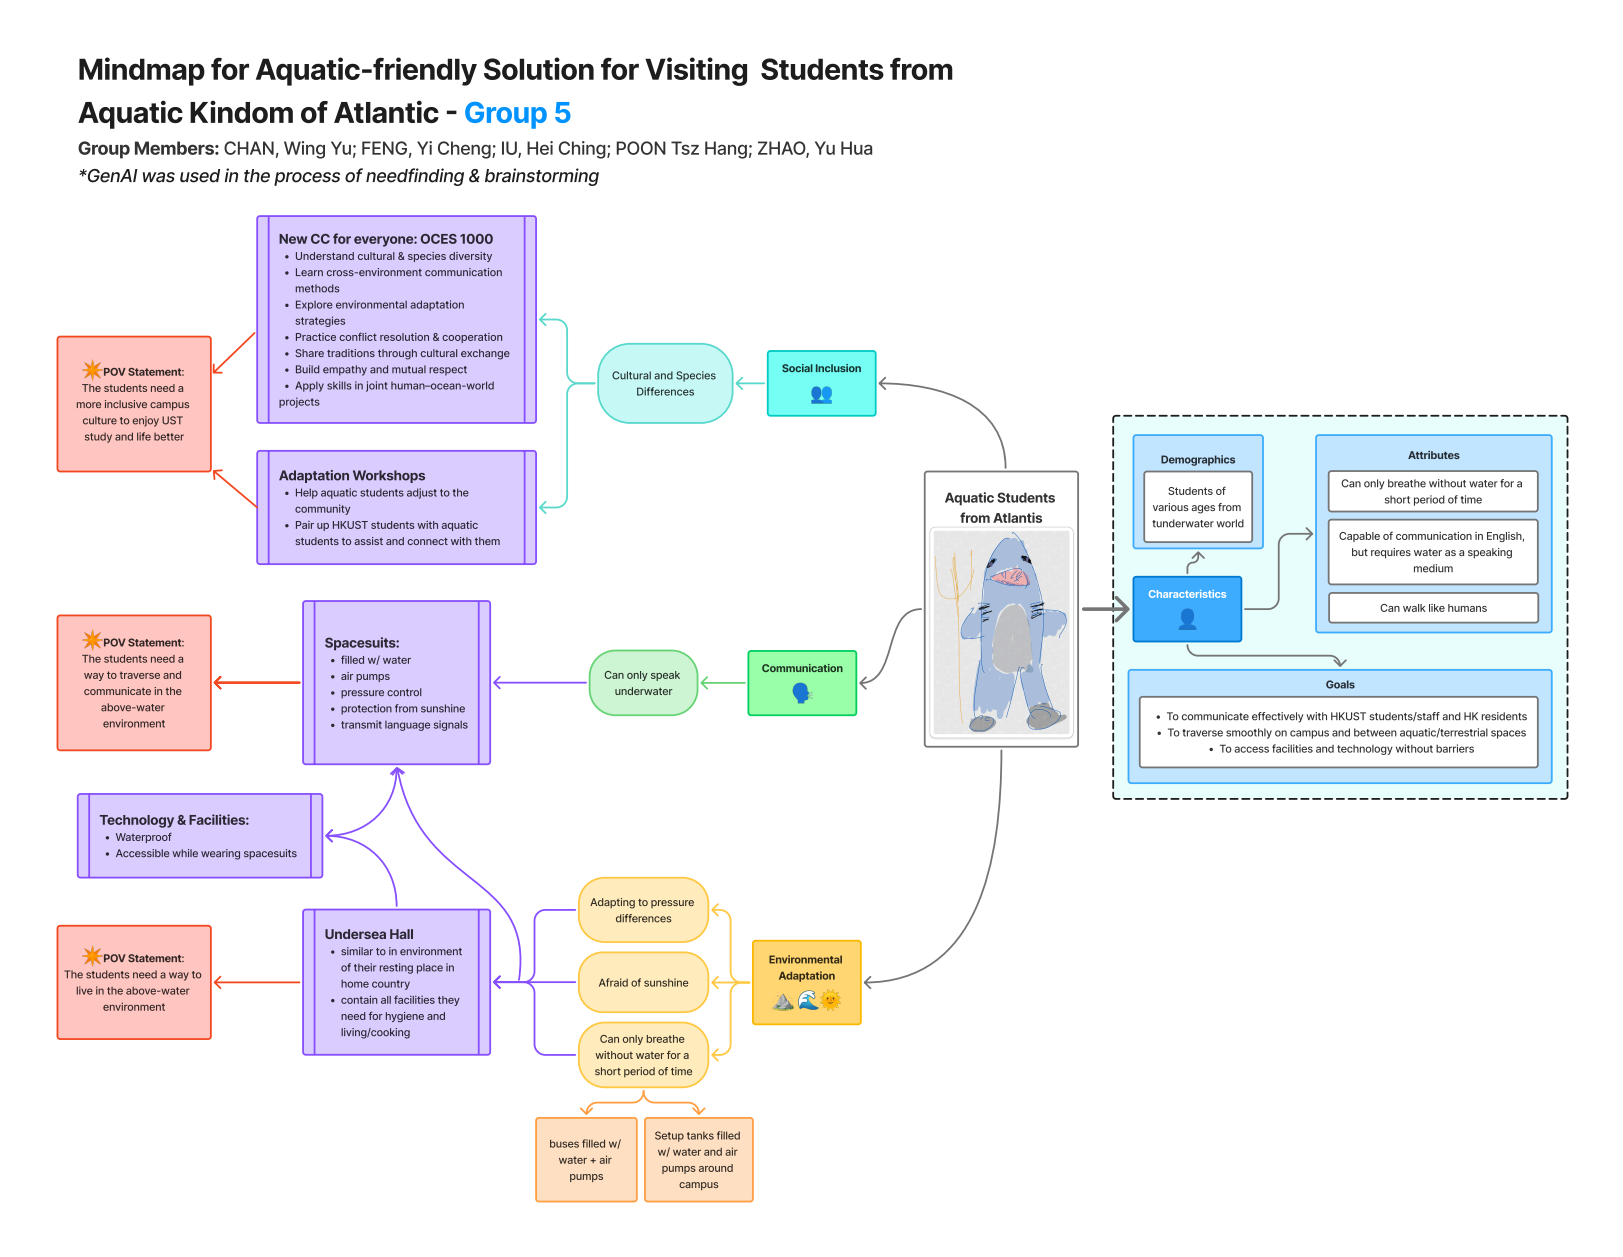 Mindmap for Aquatic-friendly Solution for Visiting  Students from
Aquatic Kindom of Atlantic - Group 5
Group Members: CHAN, Wing Yu; FENG, Yi Cheng; IU, Hei Ching; POON Tsz Hang; ZHAO, Yu Hua
*GenAI was used in the process of needfinding & brainstorming
New CC for everyone: OCES 1000
• Understand cultural & species diversity
• Learn cross-environment communication
methods
• Explore environmental adaptation
strategies
• Practice conflict resolution & cooperation
• Share traditions through cultural exchange
• Build empathy and mutual respect
• Apply skills in joint human–ocean-world
projects
POV Statement:
The students need a
more inclusive campus
culture to enjoy UST
study and life better
Adaptation Workshops
• Help aquatic students adjust to the
community
• Pair up HKUST students with aquatic
students to assist and connect with them
Cultural and Species
Differences
Social Inclusion
Aquatic Students
from Atlantis
Demographics
Students of
various ages from
tunderwater world
Attributes
Can only breathe without water for a
short period of time
Capable of communication in English,
but requires water as a speaking
medium
Can walk like humans
Characteristics
Goals
• To communicate effectively with HKUST students/staff and HK residents
• To traverse smoothly on campus and between aquatic/terrestrial spaces
• To access facilities and technology without barriers
POV Statement:
The students need a
way to traverse and
communicate in the
above-water
environment
Spacesuits:
• filled w/ water
• air pumps
• pressure control
• protection from sunshine
• transmit language signals
Can only speak
underwater
Communication
Technology & Facilities:
• Waterproof
• Accessible while wearing spacesuits
POV Statement:
The students need a way to
live in the above-water
environment
Undersea Hall
• similar to in environment
of their resting place in
home country
• contain all facilities they
need for hygiene and
living/cooking
Adapting to pressure
differences
Afraid of sunshine
Can only breathe
without water for a
short period of time
Environmental
Adaptation
buses filled w/
water + air
pumps
Setup tanks filled
w/ water and air
pumps around
campus